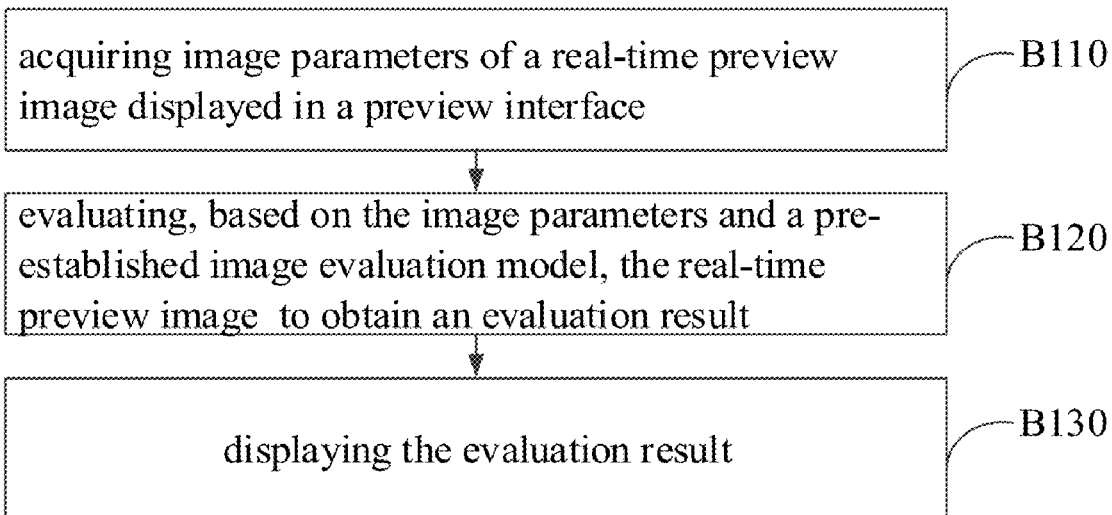 acquiring image parameters of a real-time preview
image displayed in a preview interface
B110
evaluating, based on the image parameters and a pre-
established image evaluation model, the real-time
preview image to obtain an evaluation result
B120
displaying the evaluation result
B130